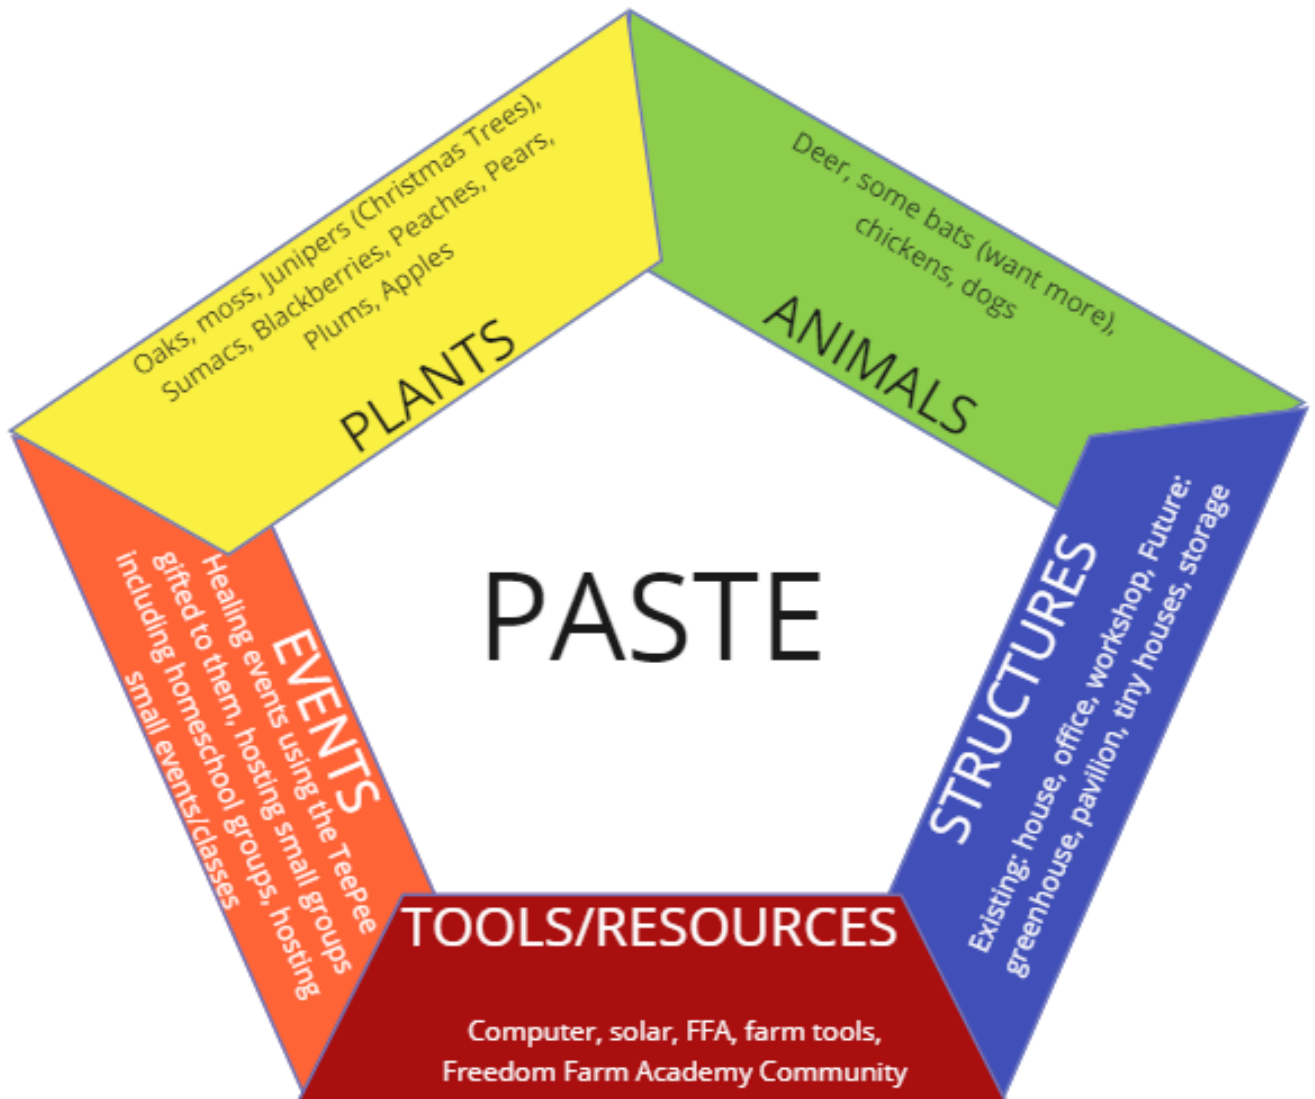 Oaks, moss, Junipers (Christmas Trees),
Sumacs, Blackberries, Peaches, Pears,
Plums, Apples
PLANTS
Deer, some bats (want more),
chickens, dogs
ANIMALS
PASTE
STRUCTURES
Existing: house, office, workshop, Future:
greenhouse, pavilion, tiny houses, storage
TOOLS/RESOURCES
Computer, solar, FFA, farm tools,
Freedom Farm Academy Community
EVENTS
Healing events using the TeePee
gifted to them, hosting small groups
including homeschool groups, hosting
small events/classes